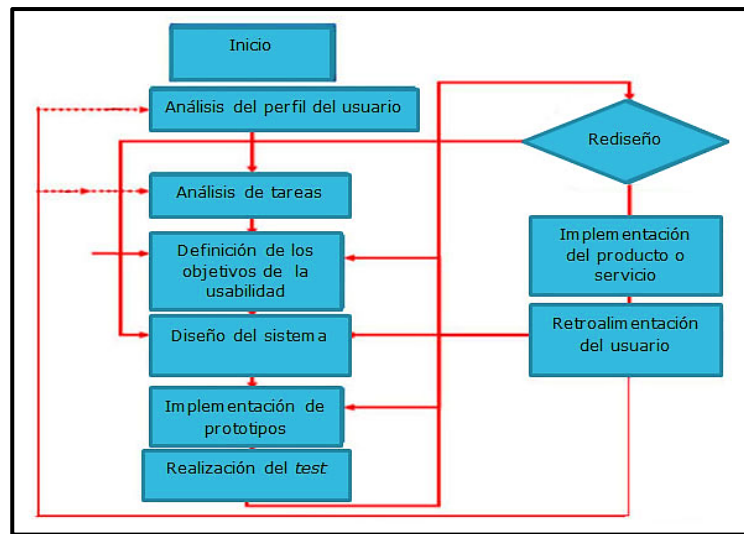 Inicio
Análisis del perfil del usuario
Análisis de tareas
Definición de los
objetivos de la
usabilidad
Diseño del sistema
Implementación de
prototipos
Realización del test
Rediseño
Implementación
del producto o
servicio
Retroalimentación
del usuario